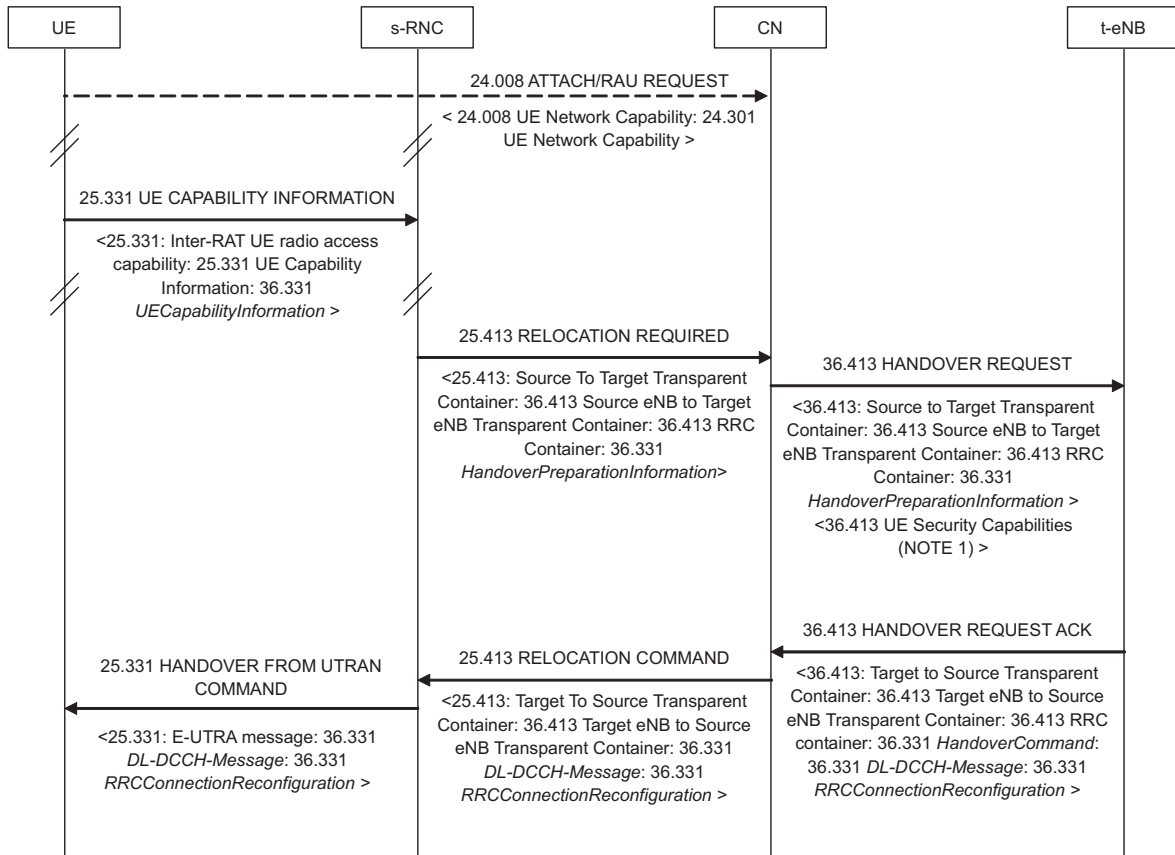 UE
s-RNC
CN
t-eNB
24.008 ATTACH/RAU REQUEST
< 24.008 UE Network Capability: 24.301
UE Network Capability >
25.331 UE CAPABILITY INFORMATION
<25.331: Inter-RAT UE radio access
capability: 25.331 UE Capability
Information: 36.331
UECapabilityInformation >
25.413 RELOCATION REQUIRED
<25.413: Source To Target Transparent
Container: 36.413 Source eNB to Target
eNB Transparent Container: 36.413 RRC
Container: 36.331
HandoverPreparationInformation>
36.413 HANDOVER REQUEST
<36.413: Source to Target Transparent
Container: 36.413 Source eNB to Target
eNB Transparent Container: 36.413 RRC
Container: 36.331
HandoverPreparationInformation >
<36.413 UE Security Capabilities
(NOTE 1) >
36.413 HANDOVER REQUEST ACK
<36.413: Target to Source Transparent
Container: 36.413 Target eNB to Source
eNB Transparent Container: 36.413 RRC
container: 36.331 HandoverCommand:
36.331 DL-DCCH-Message: 36.331
RRCConnectionReconfiguration >
25.413 RELOCATION COMMAND
<25.413: Target To Source Transparent
Container: 36.413 Target eNB to Source
eNB Transparent Container: 36.331
DL-DCCH-Message: 36.331
RRCConnectionReconfiguration >
25.331 HANDOVER FROM UTRAN
COMMAND
<25.331: E-UTRA message: 36.331
DL-DCCH-Message: 36.331
RRCConnectionReconfiguration >